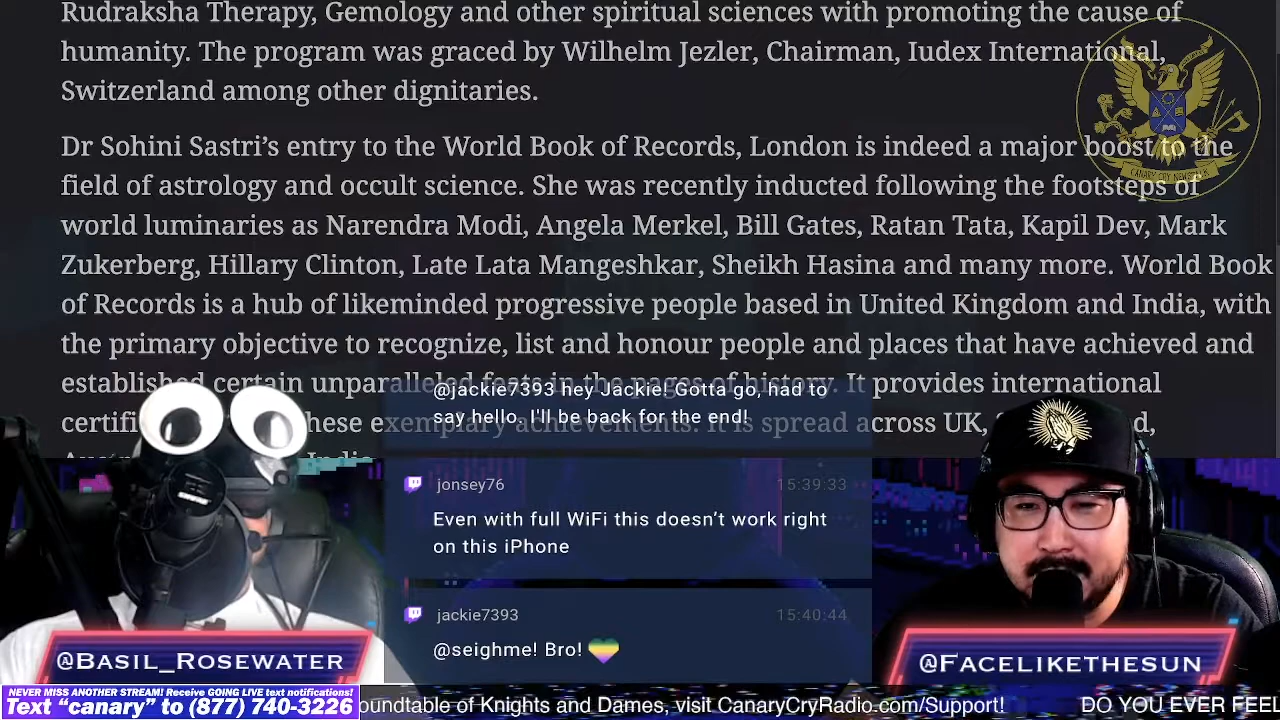 Rudraksha Therapy, Gemology and other spiritual sciences with promoting the cause of
humanity. The program was graced by Wilhelm Jezler, Chairman, Iudex International,
Switzerland among other dignitaries.
Dr Sohini Sastri’s entry to the World Book of Records, London is indeed a major boost to the
field of astrology and occult science. She was recently inducted following the footsteps of
world luminaries as Narendra Modi, Angela Merkel, Bill Gates, Ratan Tata, Kapil Dev, Mark
Zukerberg, Hillary Clinton, Late Lata Mangeshkar, Sheikh Hasina and many more. World Book
of Records is a hub of likeminded progressive people based in United Kingdom and India, with
the primary objective to recognize, list and honour people and places that have achieved and
established certain unparalleled feats in the pages of history. It provides international
these exemplary achievements. It is spread across UK,
India
CANARY CRY NEWS TALK
@jackie7393 hey Jackie! Gotta go, had to
say hello, I'll be back for the end!
jonsey76 15:39:33
Even with full WiFi this doesn’t work right
on this iPhone
jackie7393 15:40:44
@seighme! Bro!
@BASIL_ROSEWATER
@FACELIKETHESUN
NEVER MISS ANOTHER STREAM! Receive GOING LIVE text notifications!
Text “canary” to (877) 740-3226
oundtable of Knights and Dames, visit CanaryCryRadio.com/Support! DO YOU EVER FEEL